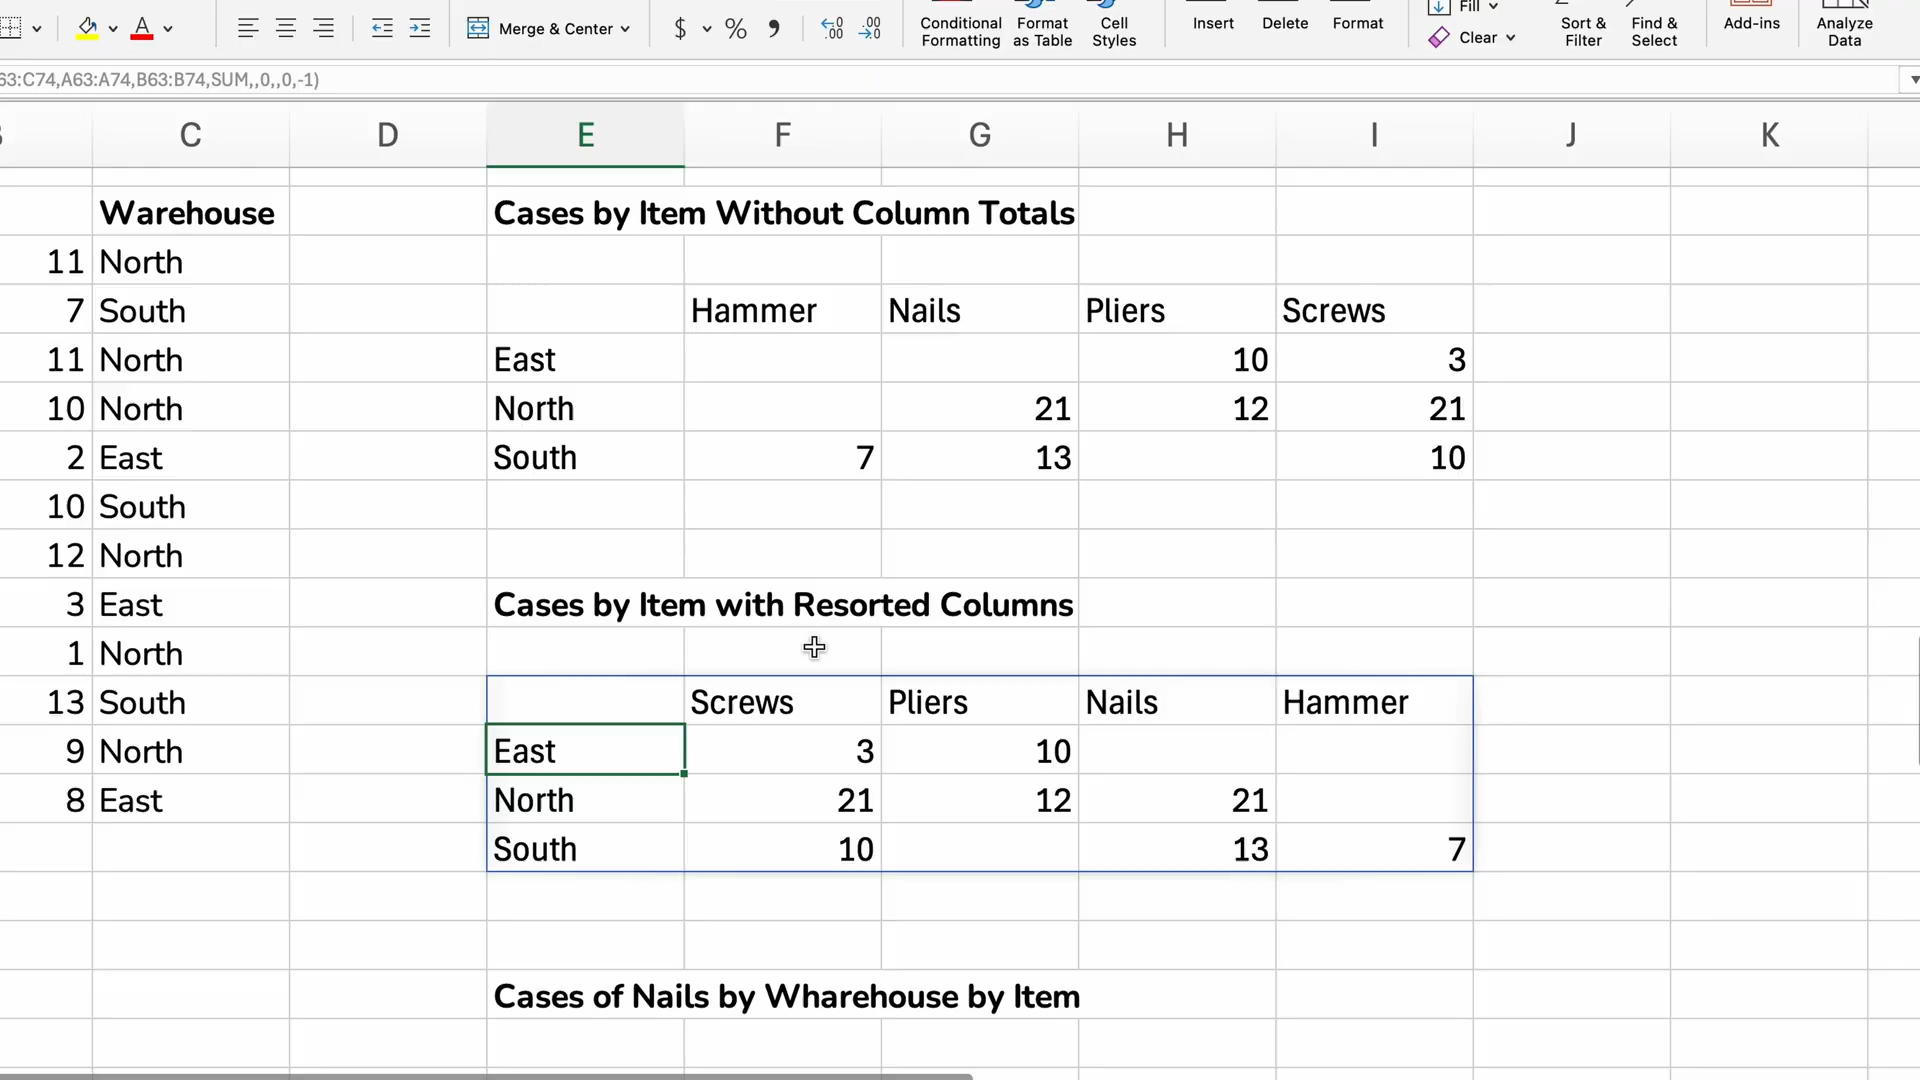 Merge & Center
$ % 9
Conditional Formatting
Format as Table
Cell Styles
Insert
Delete
Format
Fill
Clear
Sort & Filter
Find & Select
Add-ins
Analyze Data
63:C74,A63:A74,B63:B74,SUM,,0,,0,-1)
C D E F G H I J K
Warehouse Cases by Item Without Column Totals
11 North
7 South Hammer Nails Pliers Screws
11 North East 10 3
10 North North 21 12 21
2 East South 7 13 10
10 South
12 North
3 East Cases by Item with Resorted Columns
1 North
13 South Screws Pliers Nails Hammer
9 North East 3 10
8 East North 21 12 21
South 10 13 7
Cases of Nails by Wharehouse by Item